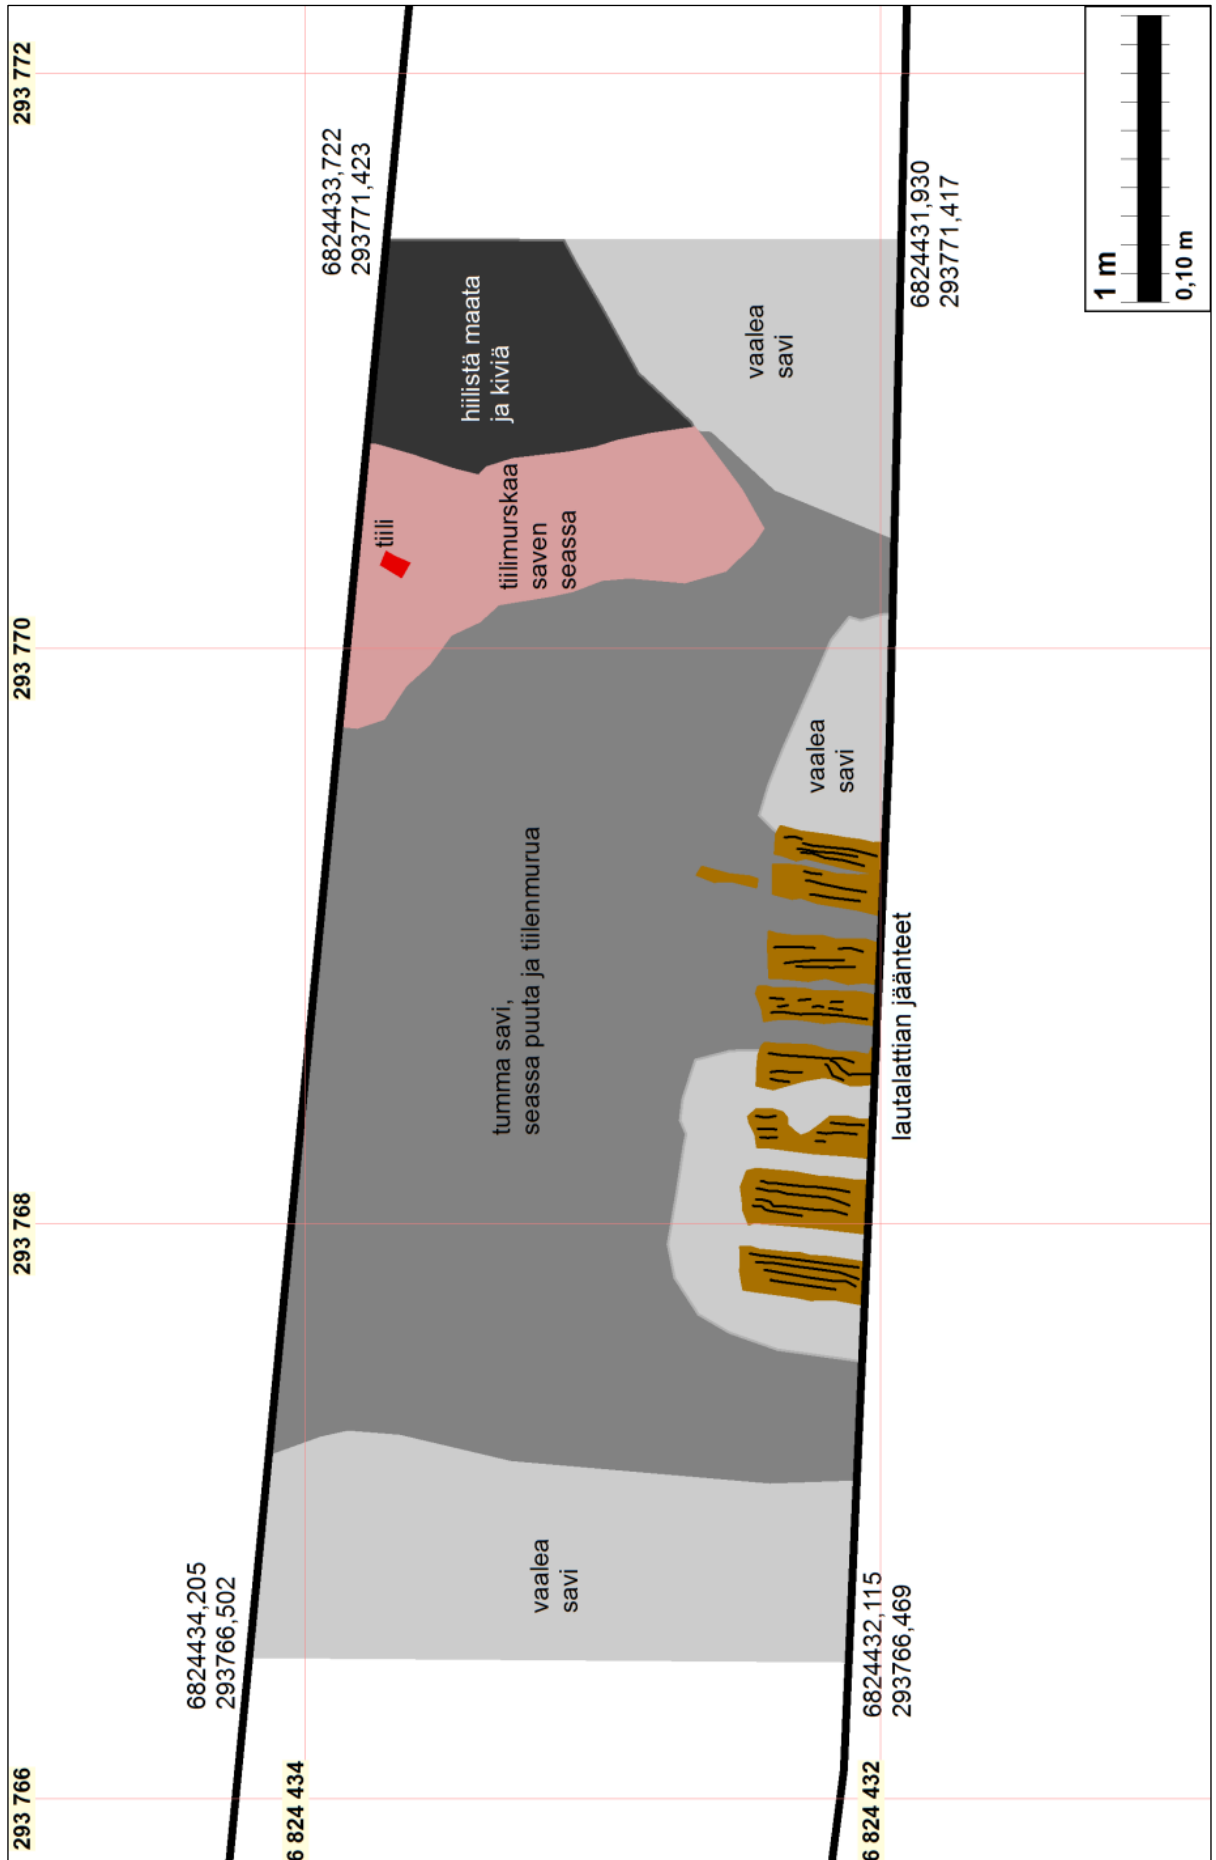 293 772
293 770
293 768
293 766
6 824 434
6 824 432
6824433,722
293771,423
6824431,930
293771,417
6824434,205
293766,502
6824432,115
293766,469
hiilistä maata
ja kiviä
vaalea
savi
tiili
tiilimurskaa
saven
seassa
vaalea
savi
tumma savi,
seassa puuta ja tiilenmurua
lautalattian jäänteet
vaalea
savi
1 m
0,10 m